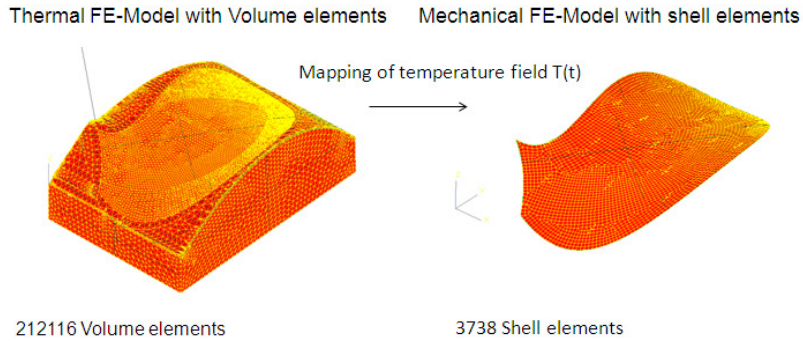 Thermal FE-Model with Volume elements
Mechanical FE-Model with shell elements
Mapping of temperature field T(t)
212116 Volume elements
3738 Shell elements